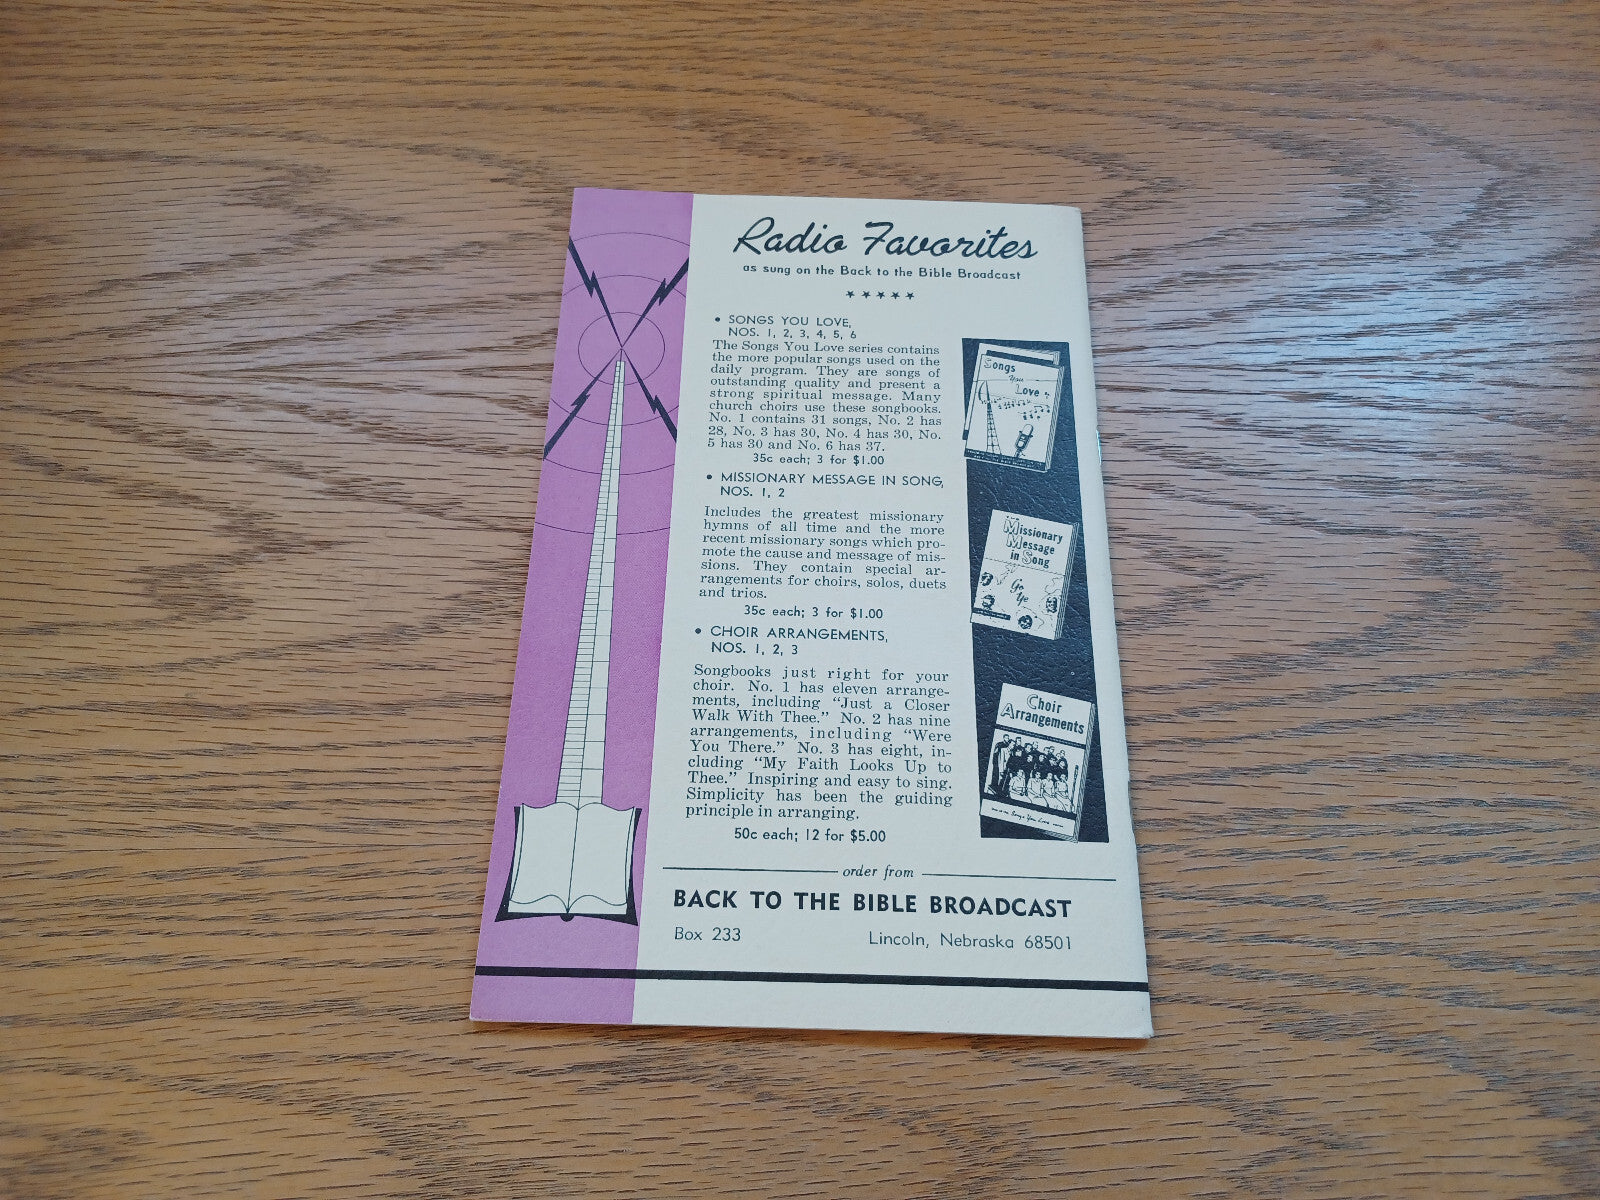 Radio Favorites
as sung on the Back to the Bible Broadcast
★★★★★
• SONGS YOU LOVE,
NOS. 1, 2, 3, 4, 5, 6
The Songs You Love series contains
the more popular songs used on the
daily program. They are songs of
outstanding quality and present a
strong spiritual message. Many
church choirs use these songbooks.
No. 1 contains 31 songs, No. 2 has
28, No. 3 has 30, No. 4 has 30, No.
5 has 30 and No. 6 has 37.
35c each; 3 for $1.00
• MISSIONARY MESSAGE IN SONG,
NOS. 1, 2
Includes the greatest missionary
hymns of all time and the more
recent missionary songs which pro-
mote the cause and message of mis-
sions. They contain special ar-
rangements for choirs, solos, duets
and trios.
35c each; 3 for $1.00
• CHOIR ARRANGEMENTS,
NOS. 1, 2, 3
Songbooks just right for your
choir. No. 1 has eleven arrange-
ments, including "Just a Closer
Walk With Thee." No. 2 has nine
arrangements, including "Were
You There." No. 3 has eight, in-
cluding "My Faith Looks Up to
Thee." Inspiring and easy to sing.
Simplicity has been the guiding
principle in arranging.
50c each; 12 for $5.00
Songs
You
Love
Missionary
Message
in Song
Go
Ye
Choir
Arrangements
Songs You Love
order from
BACK TO THE BIBLE BROADCAST
Box 233 Lincoln, Nebraska 68501